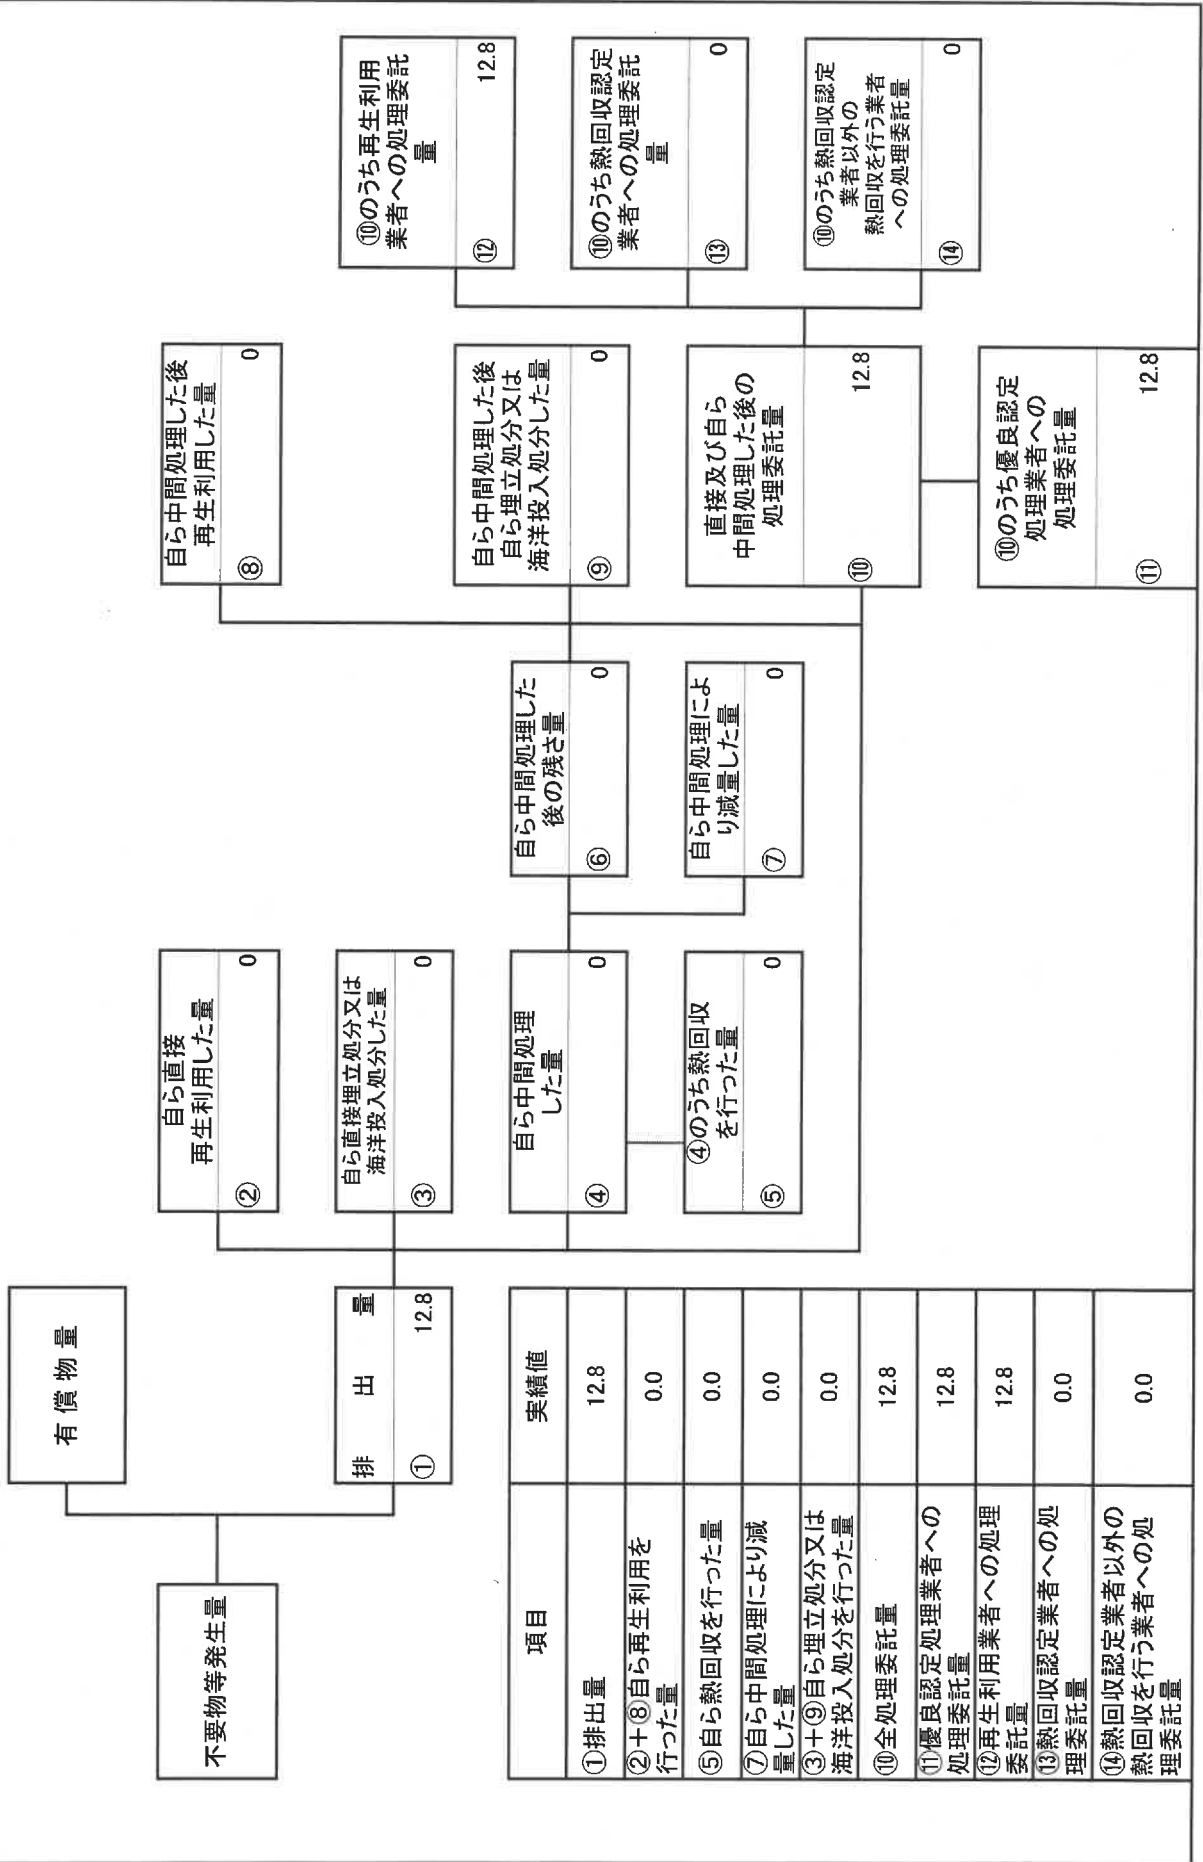 有償物量
不要物等発生量
排出量
① 12.8
自ら直接
再生利用した量
② 0
自ら直接埋立処分又は
海洋投入処分した量
③ 0
自ら中間処理
した量
④ 0
④のうち熱回収
を行った量
⑤ 0
自ら中間処理した
後の残さ量
⑥ 0
自ら中間処理によ
り減量した量
⑦ 0
自ら中間処理した後
再生利用した量
⑧ 0
自ら中間処理した後
自ら埋立処分又は
海洋投入処分した量
⑨ 0
直接及び自ら
中間処理した後の
処理委託量
⑩ 12.8
⑩のうち優良認定
処理業者への
処理委託量
⑪ 12.8
⑩のうち再生利用
業者への処理委託
量
⑫ 12.8
⑩のうち熱回収認定
業者への処理委託
量
⑬ 0
⑩のうち熱回収認定
業者以外の
熱回収を行う業者
への処理委託量
⑭ 0
項目 実績値
①排出量 12.8
②+⑧自ら再生利用を
行った量 0.0
⑤自ら熱回収を行った量 0.0
⑦自ら中間処理により減
量した量 0.0
③+⑨自ら埋立処分又は
海洋投入処分を行った量 0.0
⑩全処理委託量 12.8
⑪優良認定処理業者への
処理委託量 12.8
⑫再生利用業者への処理
委託量 12.8
⑬熱回収認定業者への処
理委託量 0.0
⑭熱回収認定業者以外の
熱回収を行う業者への処
理委託量 0.0